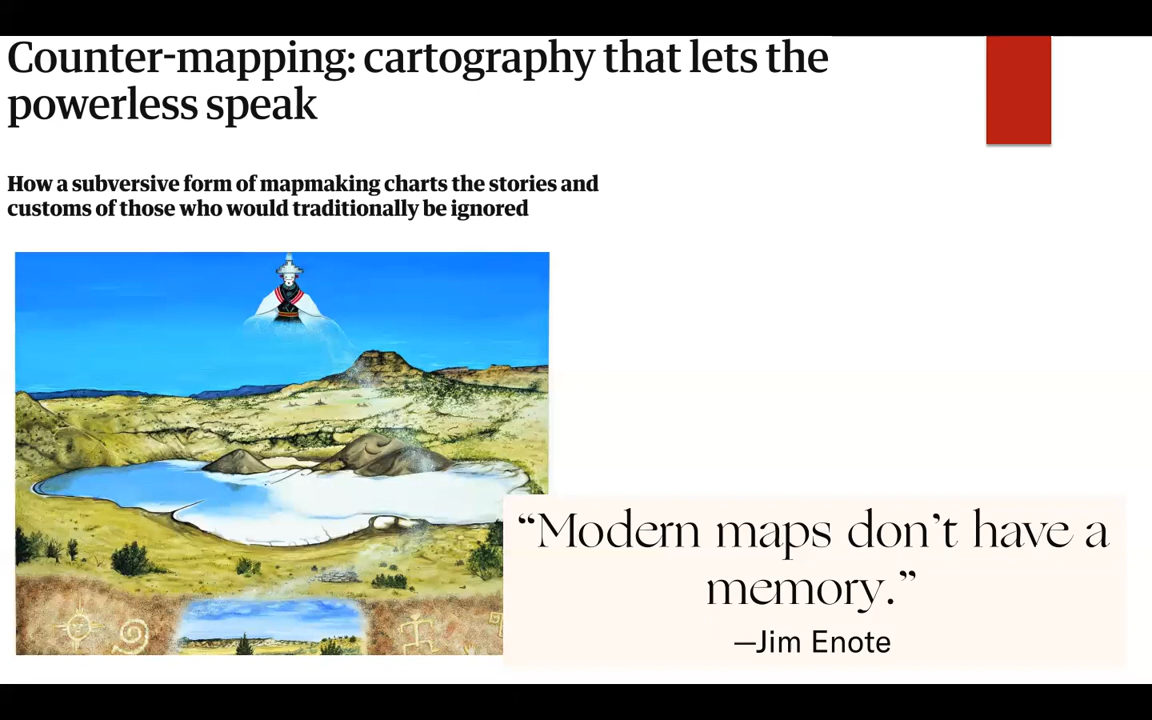 Counter-mapping: cartography that lets the
powerless speak
How a subversive form of mapmaking charts the stories and
customs of those who would traditionally be ignored
“Modern maps don’t have a
memory.”
—Jim Enote